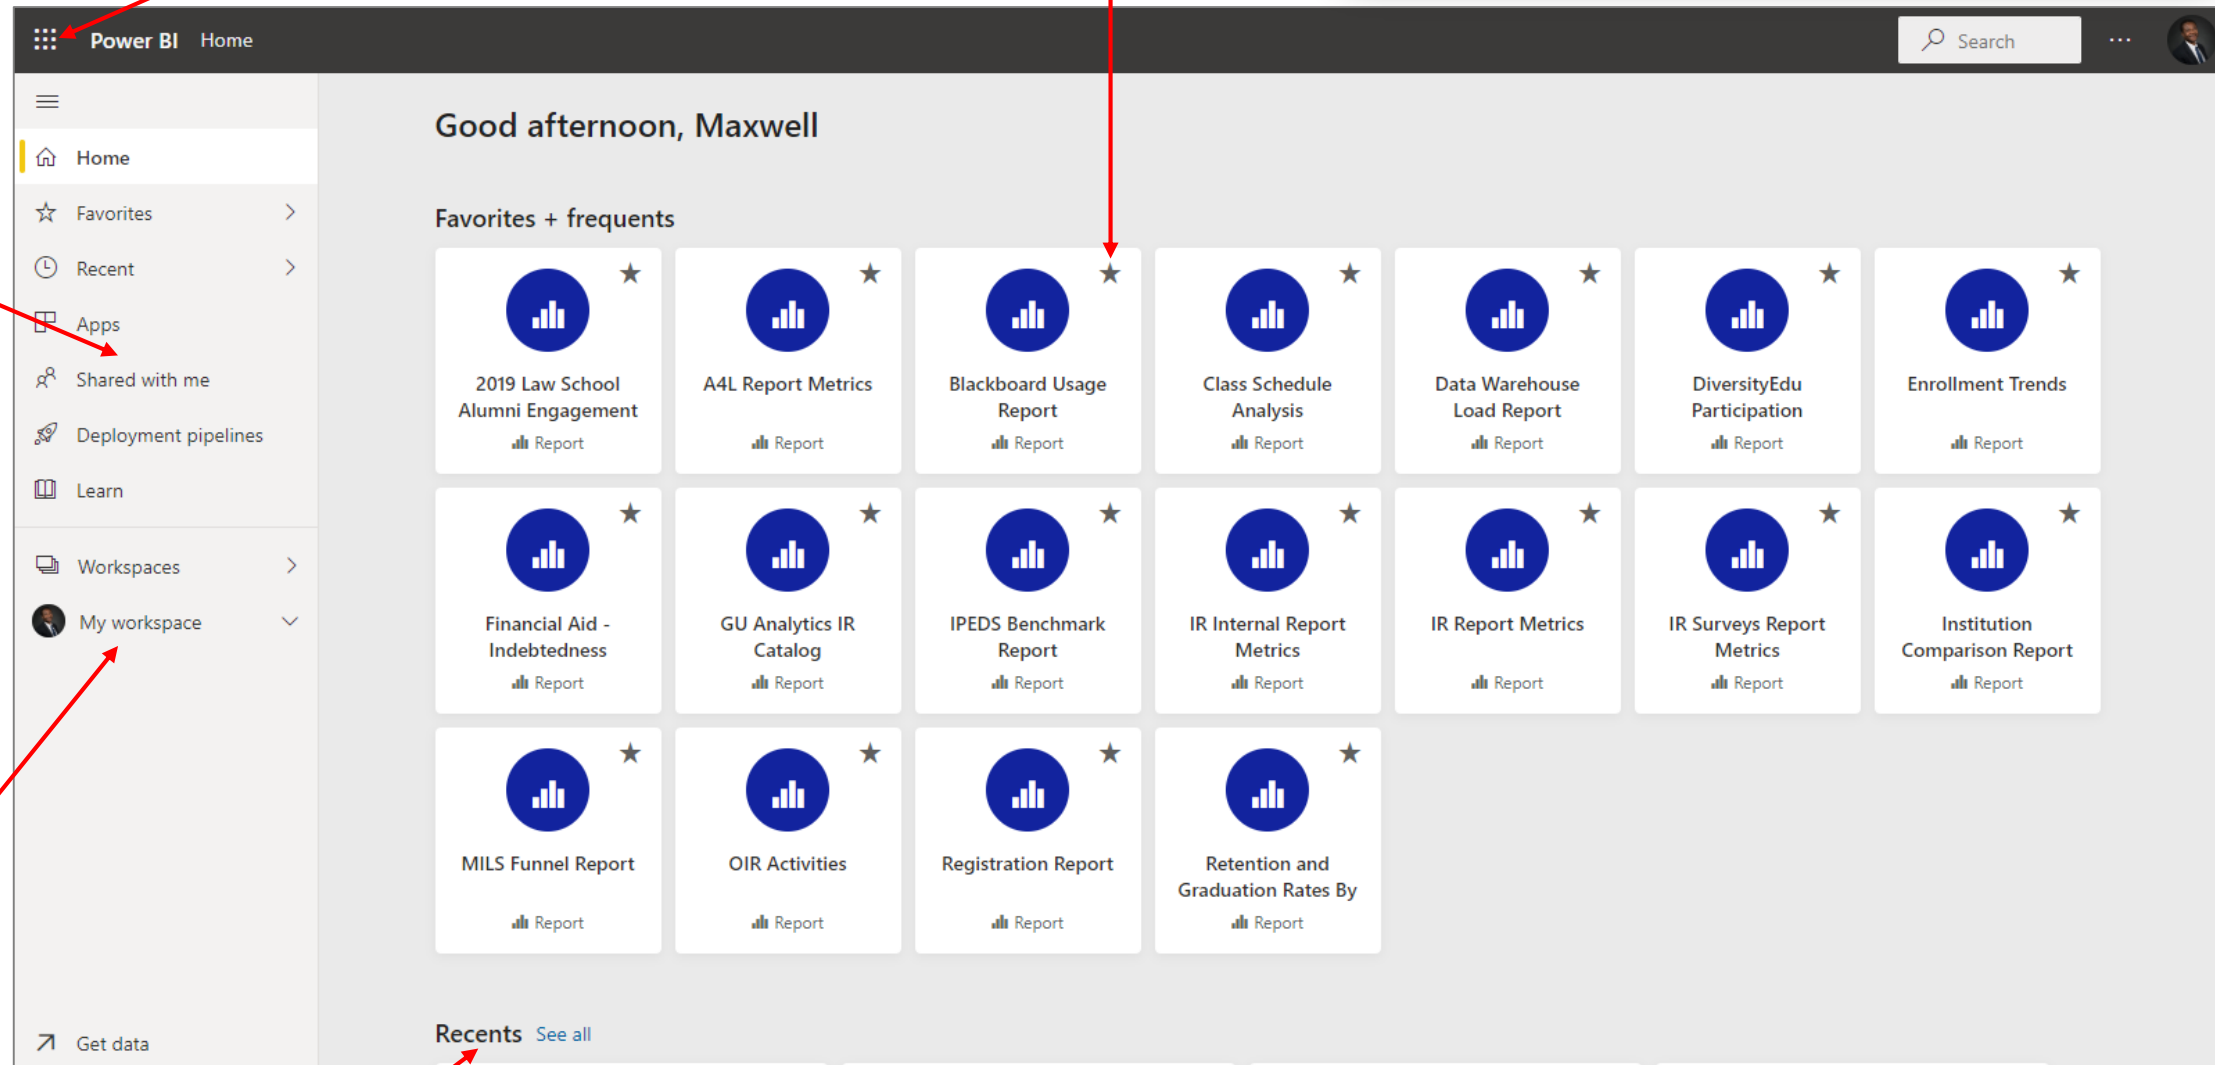 Power BI Home
Search
Home
Favorites
Recent
Apps
Shared with me
Deployment pipelines
Learn
Workspaces
My workspace
Get data
Good afternoon, Maxwell
Favorites + frequents
2019 Law School
Alumni Engagement
Report
A4L Report Metrics
Report
Blackboard Usage
Report
Report
Class Schedule
Analysis
Report
Data Warehouse
Load Report
Report
DiversityEdu
Participation
Report
Enrollment Trends
Report
Financial Aid -
Indebtedness
Report
GU Analytics IR
Catalog
Report
IPEDS Benchmark
Report
Report
IR Internal Report
Metrics
Report
IR Report Metrics
Report
IR Surveys Report
Metrics
Report
Institution
Comparison Report
Report
MILS Funnel Report
Report
OIR Activities
Report
Registration Report
Report
Retention and
Graduation Rates By
Report
Recents See all